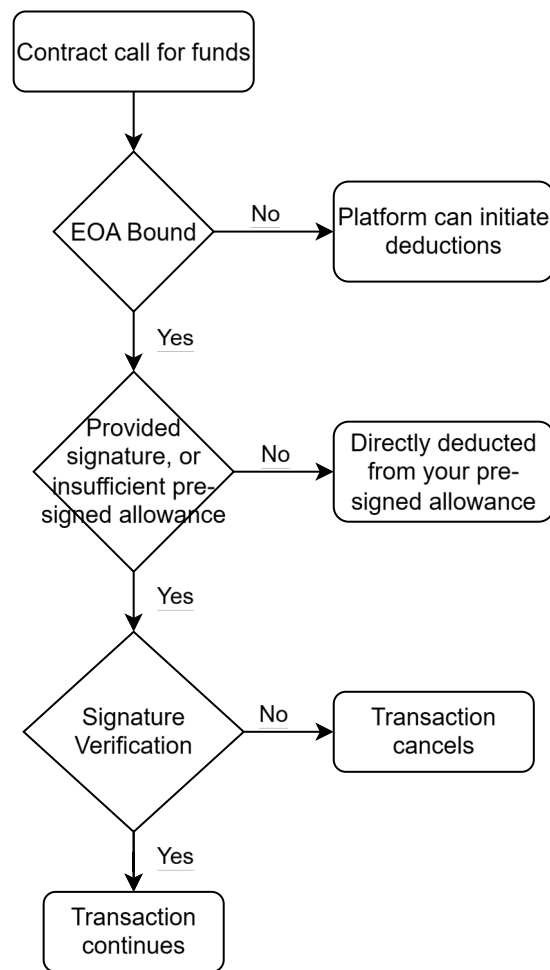 Contract call for funds
EOA Bound
No
Platform can initiate
deductions
Yes
Provided
signature, or
insufficient pre-
signed allowance
No
Directly deducted
from your pre-
signed allowance
Yes
Signature
Verification
No
Transaction
cancels
Yes
Transaction
continues